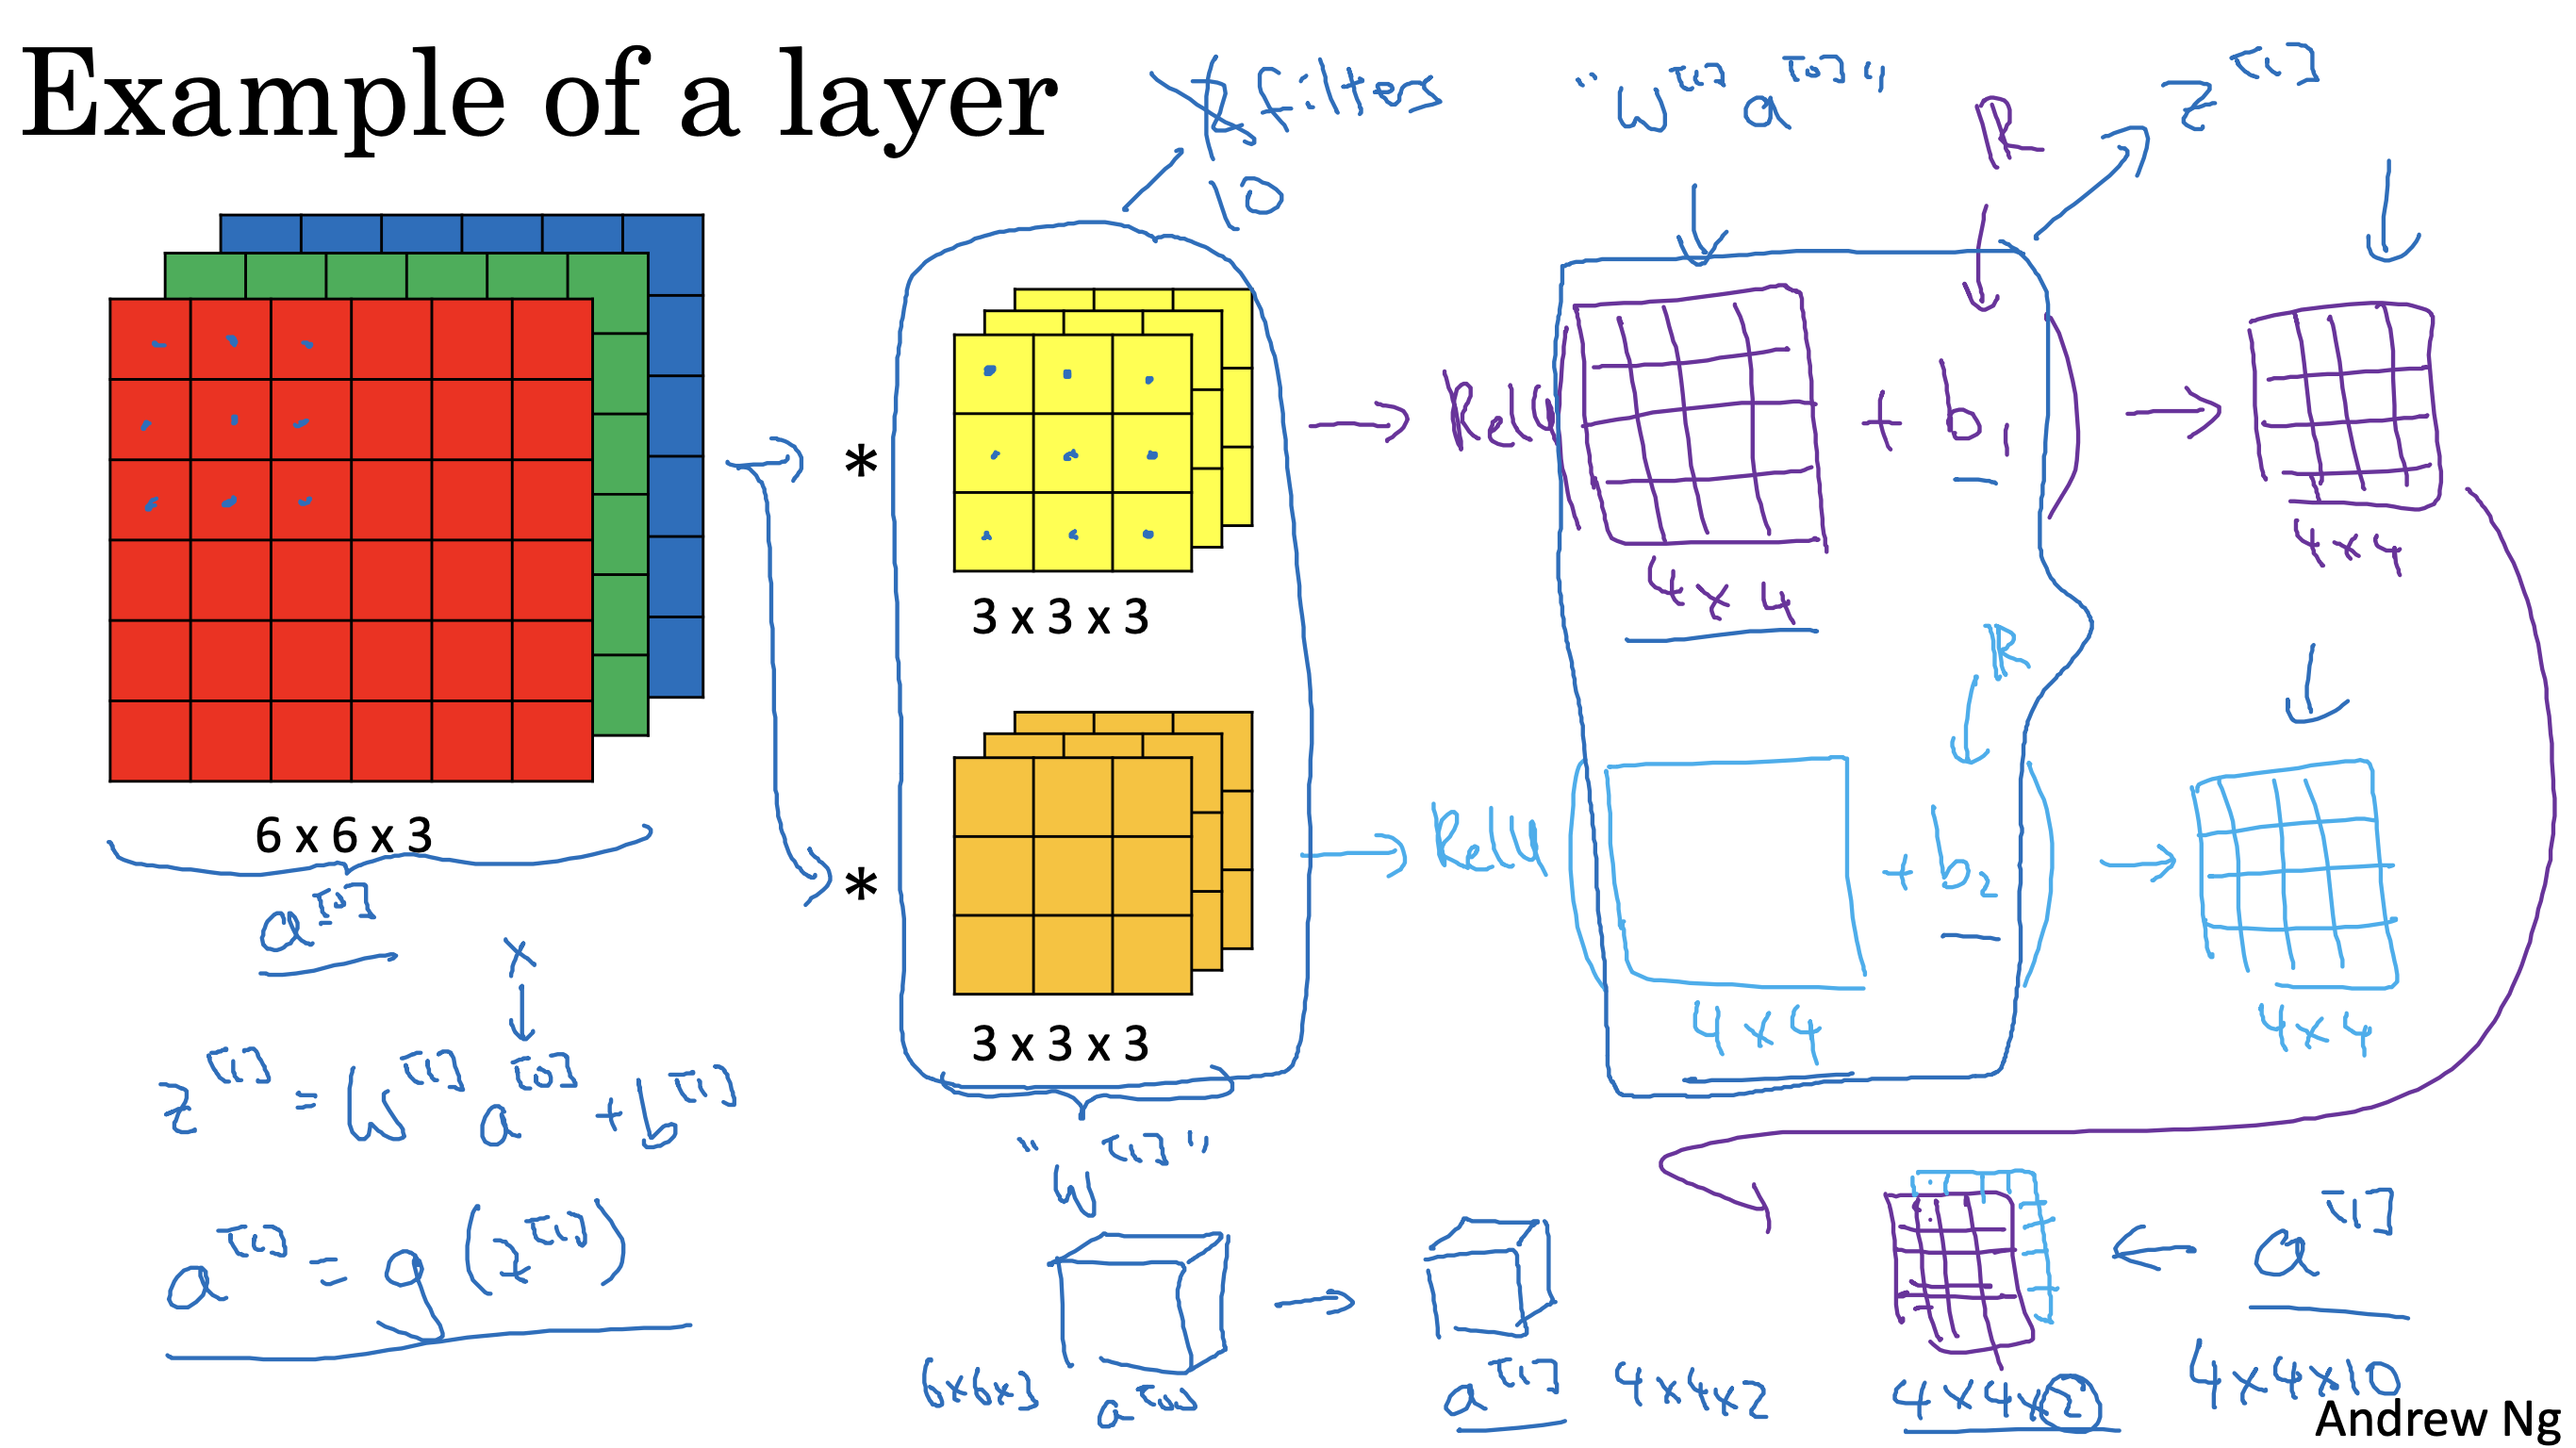 Example of a layer
2 filters
10
"W[1] a[0]"
ℝ
z[1]
*
3 x 3 x 3
→ ReLU ( + b1 ) →
4x4
4x4
ℝ
6 x 6 x 3
a[0]
*
3 x 3 x 3
→ ReLU ( + b2 ) →
4x4
4x4
x
z[1] = W[1] a[0] + b[1]
a[1] = g(z[1])
"W[1]"
6x6x3
a[0]
→
a[1]
4x4x2
4x4x2
← a[1]
4x4x10
Andrew Ng